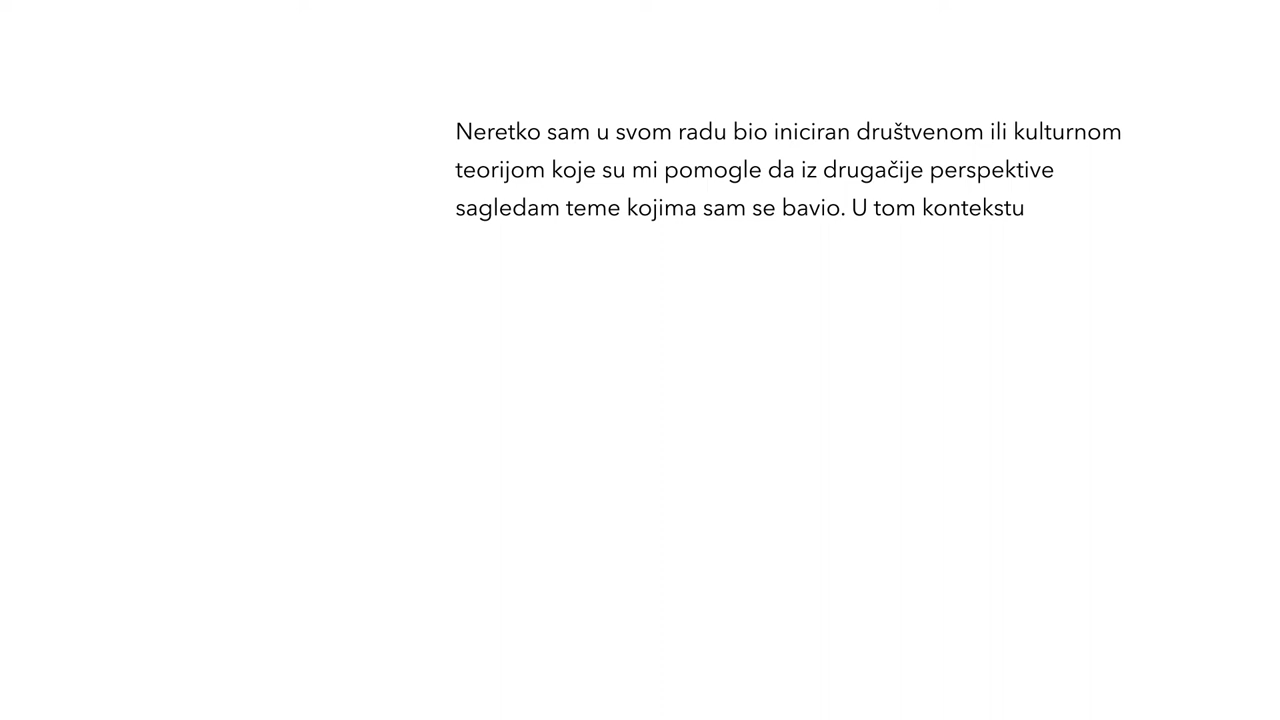 Neretko sam u svom radu bio iniciran društvenom ili kulturnom
teorijom koje su mi pomogle da iz drugačije perspektive
sagledam teme kojima sam se bavio. U tom kontekstu